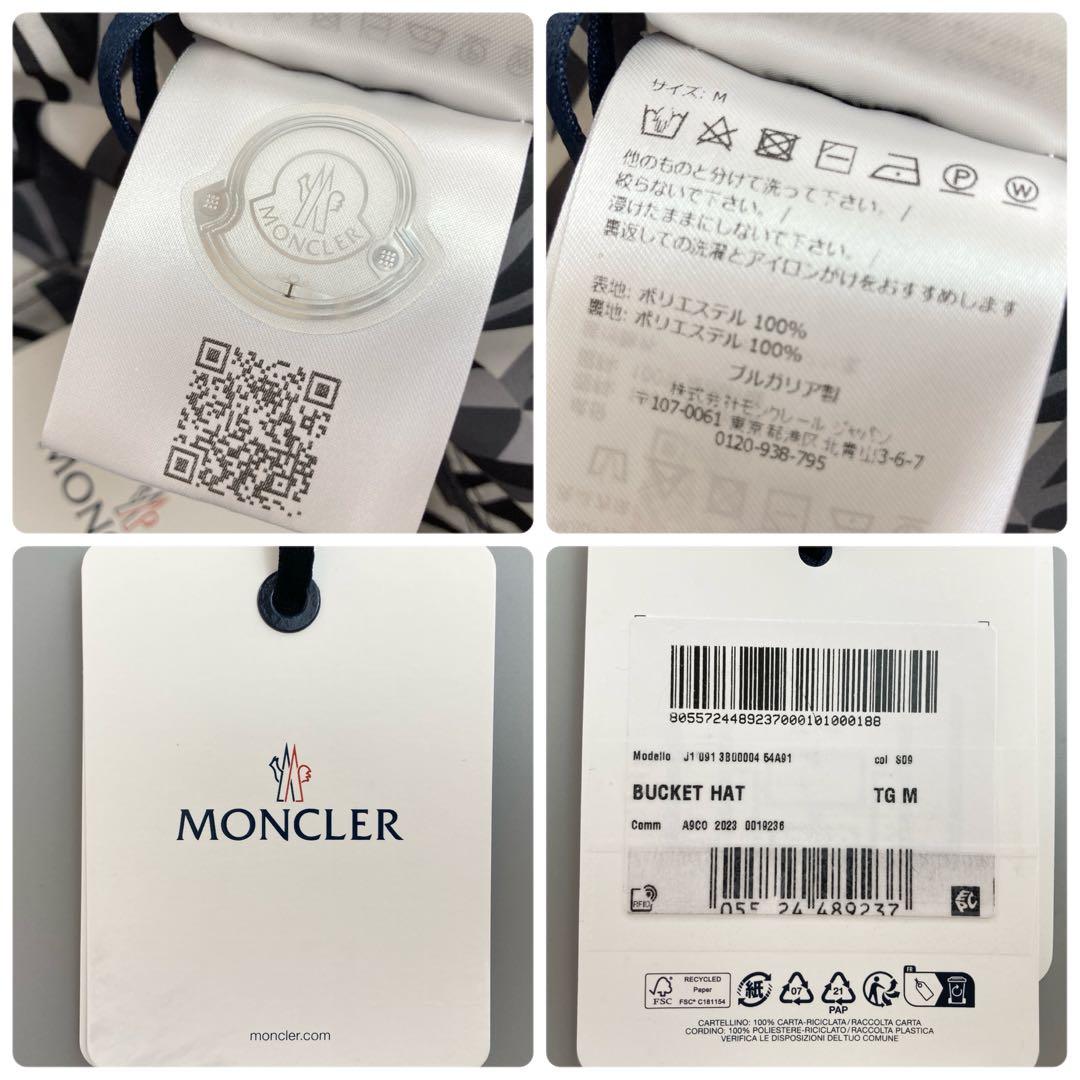 MONCLER
サイズ: M
P
W
他のものと分けて洗って下さい。/
絞らないで下さい。/
浸けたままにしないで下さい。/
裏返しての洗濯とアイロンがけをおすすめします
表地: ポリエステル 100%
裏地: ポリエステル 100%
ブルガリア製
株式会社モンクレール ジャパン
〒107-0061 東京都港区北青山3-6-7
0120-938-795
MONCLER
moncler.com
8055724489237000101000188
Modello J1 091 3B00004 54A91 col S09
BUCKET HAT TG M
Comm A9C0 2023 0019236
RFID
055 24 489237
FSC
RECYCLED
Paper
FSC® C181154
紙
07
21
PAP
FR
CARTELLINO: 100% CARTA-RICICLATA/RACCOLTA CARTA
CORDINO: 100% POLIESTERE-RICICLATO/RACCOLTA PLASTICA
VERIFICA LE DISPOSIZIONI DEL TUO COMUNE